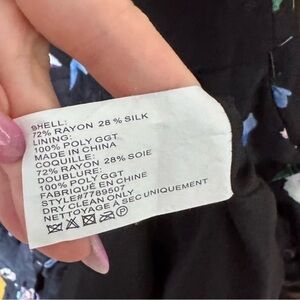 SHELL:
72% RAYON 28 % SILK
LINING:
100% POLY GGT
MADE IN CHINA
COQUILLE:
72% RAYON 28% SOIE
DOUBLURE:
100% POLY GGT
FABRIQUÉ EN CHINE
STYLE#7789507
DRY CLEAN ONLY
NETTOYAGE À SEC UNIQUEMENT
P